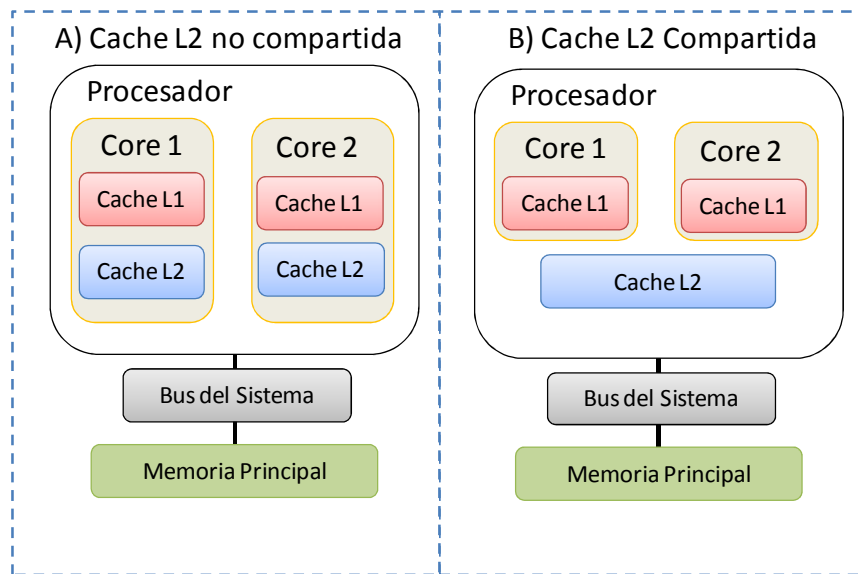 A) Cache L2 no compartida
Procesador
Core 1
Cache L1
Cache L2
Core 2
Cache L1
Cache L2
Bus del Sistema
Memoria Principal
B) Cache L2 Compartida
Procesador
Core 1
Cache L1
Core 2
Cache L1
Cache L2
Bus del Sistema
Memoria Principal